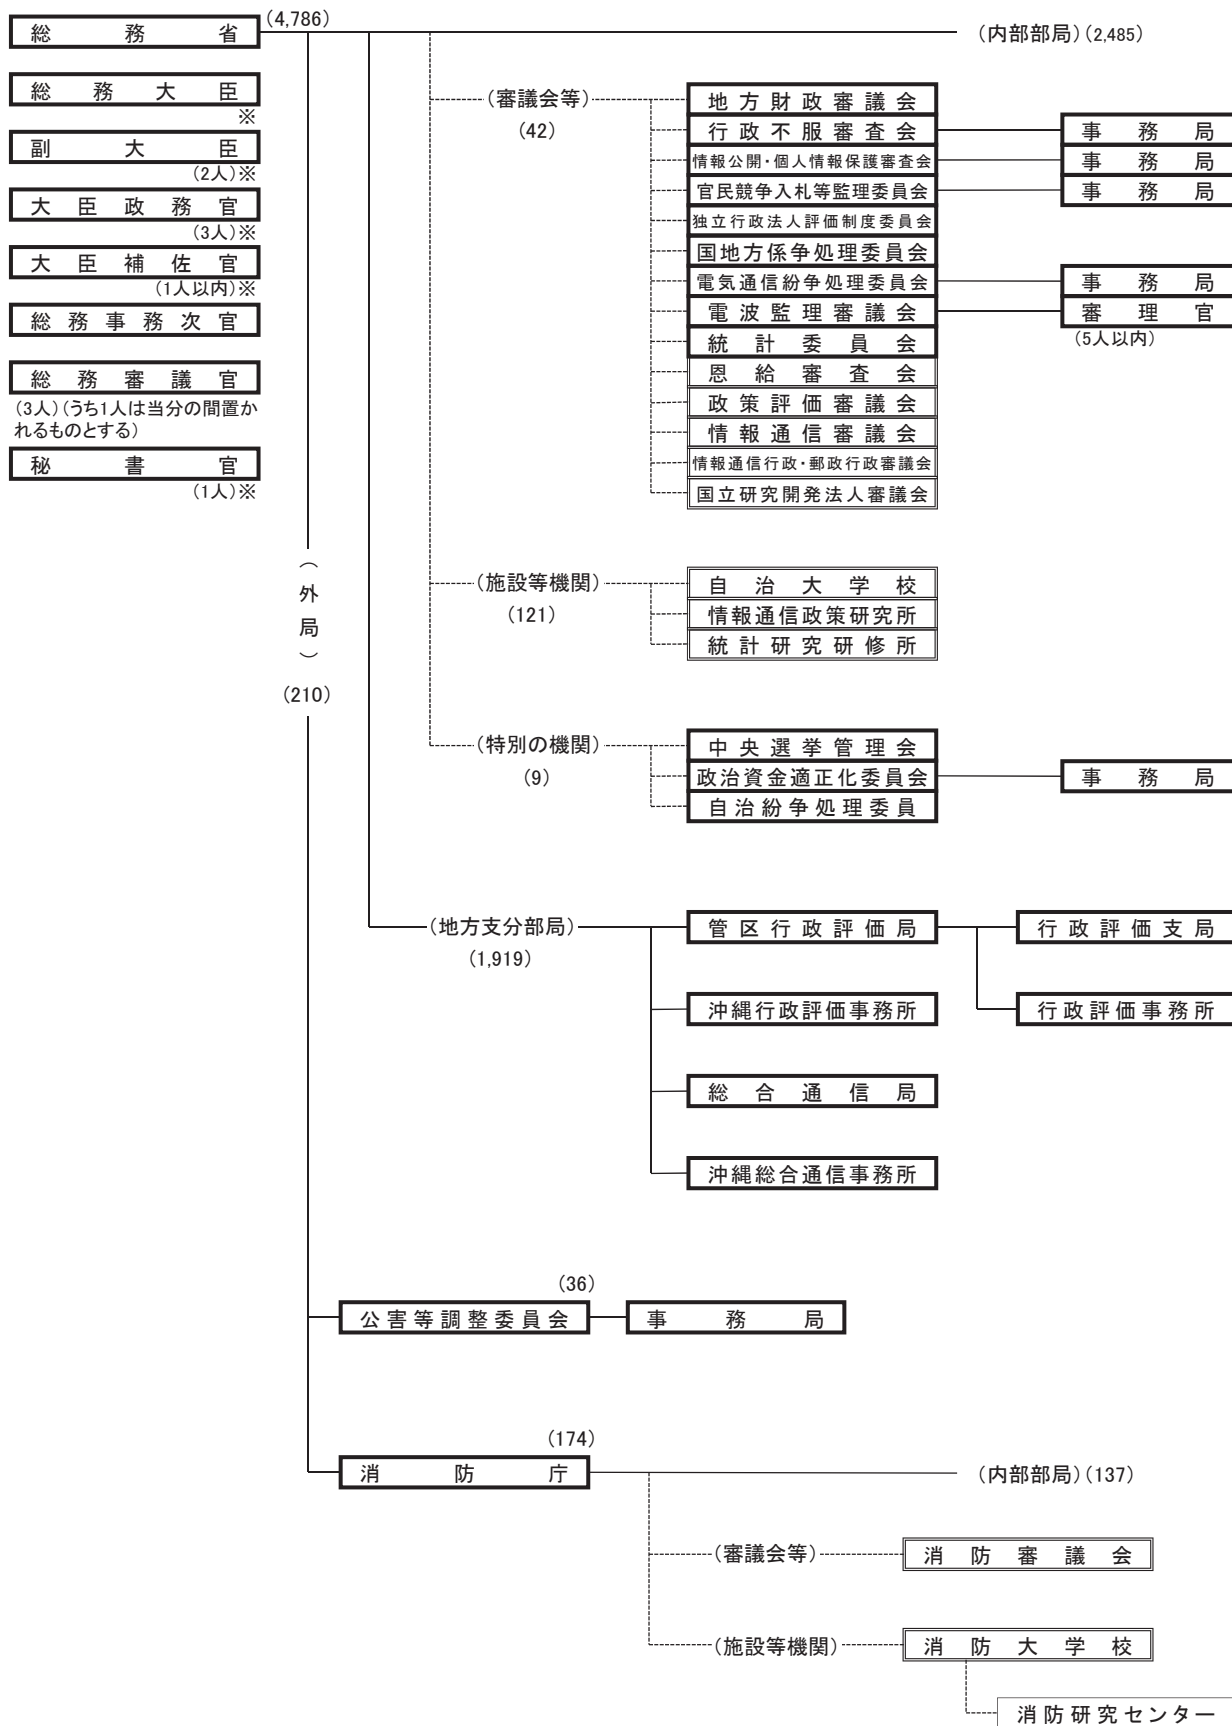 総務省
(4,786)
(内部部局)(2,485)
総務大臣
※
副大臣
(2人)※
大臣政務官
(3人)※
大臣補佐官
(1人以内)※
総務事務次官
総務審議官
(3人)(うち1人は当分の間置か
れるものとする)
秘書官
(1人)※
(審議会等)
(42)
地方財政審議会
行政不服審査会 事務局
情報公開・個人情報保護審査会 事務局
官民競争入札等監理委員会 事務局
独立行政法人評価制度委員会
国地方係争処理委員会
電気通信紛争処理委員会 事務局
電波監理審議会 審理官
(5人以内)
統計委員会
恩給審査会
政策評価審議会
情報通信審議会
情報通信行政・郵政行政審議会
国立研究開発法人審議会
(施設等機関)
(121)
自治大学校
情報通信政策研究所
統計研究研修所
(特別の機関)
(9)
中央選挙管理会
政治資金適正化委員会 事務局
自治紛争処理委員
(地方支分部局)
(1,919)
管区行政評価局 行政評価支局
沖縄行政評価事務所 行政評価事務所
総合通信局
沖縄総合通信事務所
(外局)
(210)
(36)
公害等調整委員会 事務局
(174)
消防庁
(内部部局)(137)
(審議会等)
消防審議会
(施設等機関)
消防大学校
消防研究センター